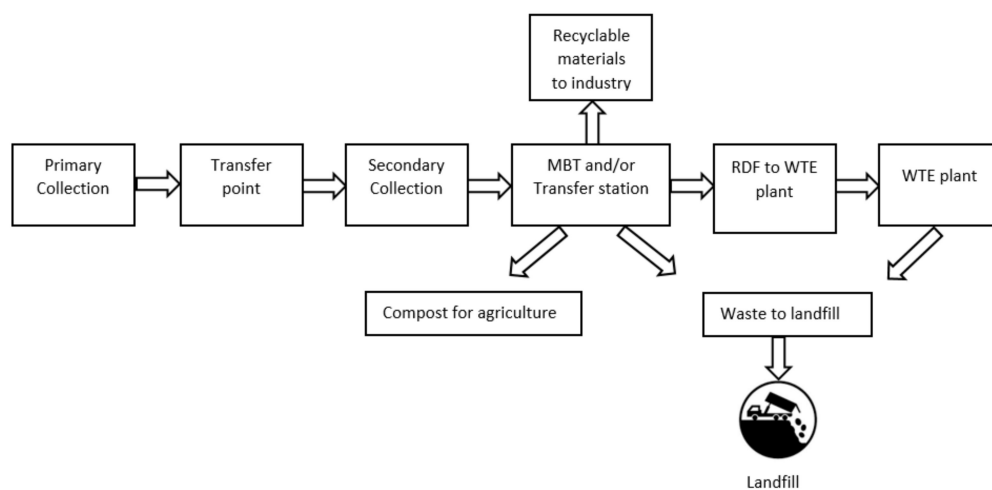 Recyclable
materials
to industry
Primary
Collection
Transfer
point
Secondary
Collection
MBT and/or
Transfer station
RDF to WTE
plant
WTE plant
Compost for agriculture
Waste to landfill
Landfill